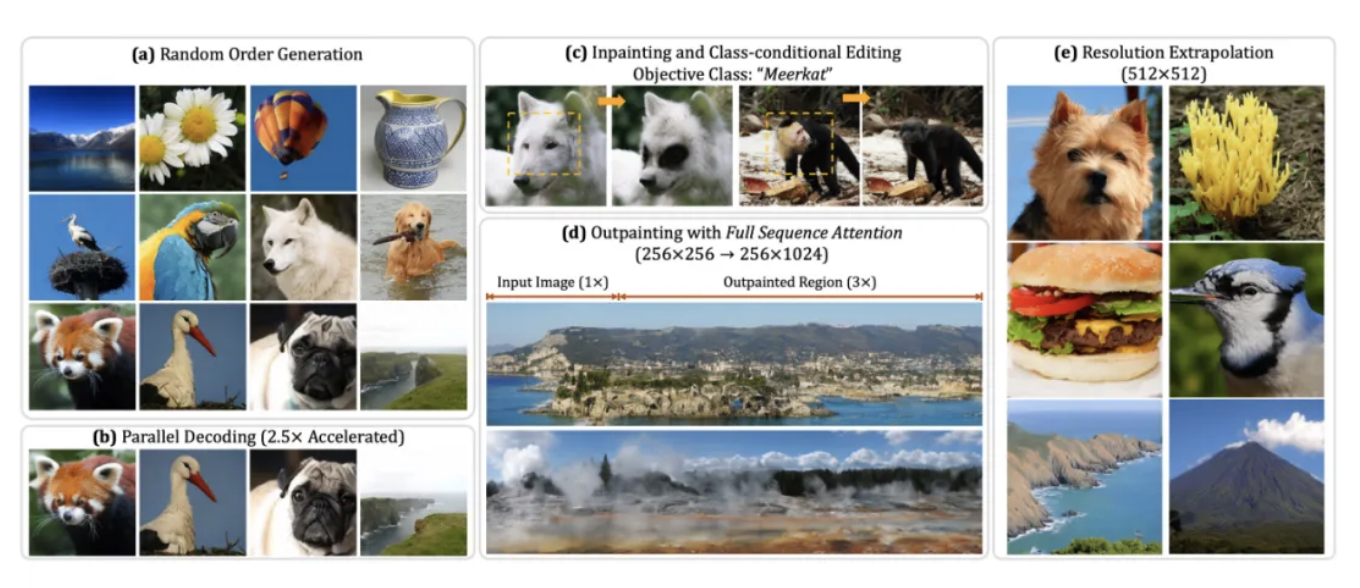 (a) Random Order Generation
(b) Parallel Decoding (2.5× Accelerated)
(c) Inpainting and Class-conditional Editing
Objective Class: “Meerkat”
(d) Outpainting with Full Sequence Attention
(256×256 → 256×1024)
Input Image (1×)
Outpainted Region (3×)
(e) Resolution Extrapolation
(512×512)